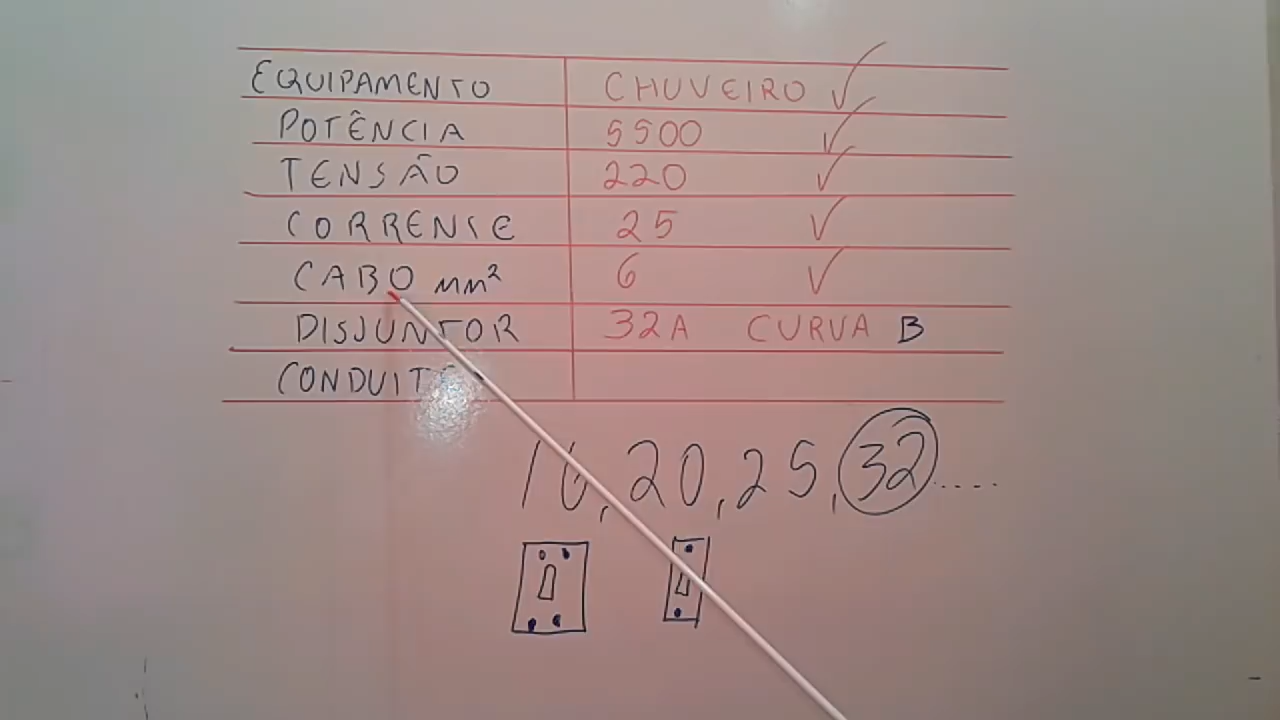 EQUIPAMENTO CHUVEIRO ✓
POTÊNCIA 5500 ✓
TENSÃO 220 ✓
CORRENTE 25 ✓
CABO mm² 6 ✓
DISJUNTOR 32A CURVA B
16, 20, 25, 32.....